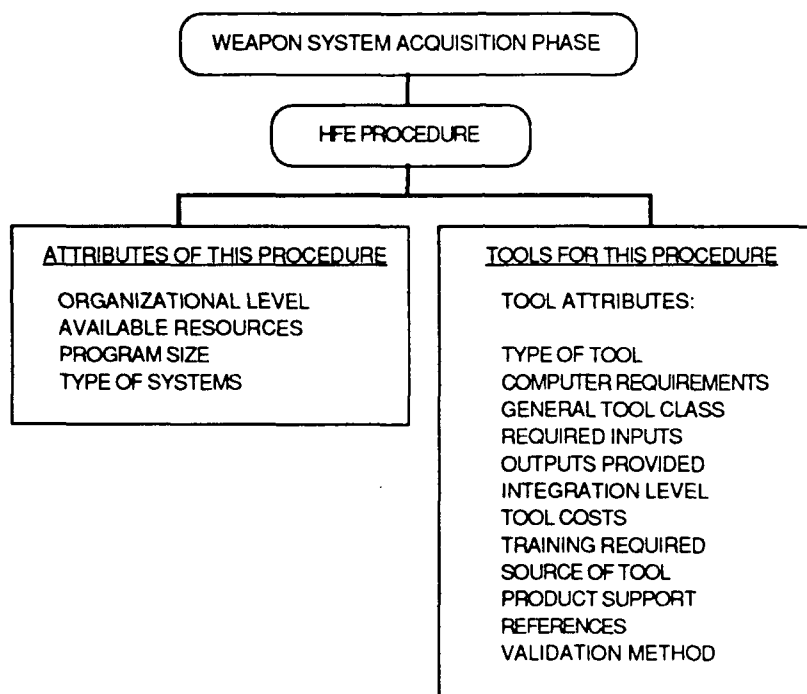 WEAPON SYSTEM ACQUISITION PHASE
HFE PROCEDURE
ATTRIBUTES OF THIS PROCEDURE
ORGANIZATIONAL LEVEL
AVAILABLE RESOURCES
PROGRAM SIZE
TYPE OF SYSTEMS
TOOLS FOR THIS PROCEDURE
TOOL ATTRIBUTES:
TYPE OF TOOL
COMPUTER REQUIREMENTS
GENERAL TOOL CLASS
REQUIRED INPUTS
OUTPUTS PROVIDED
INTEGRATION LEVEL
TOOL COSTS
TRAINING REQUIRED
SOURCE OF TOOL
PRODUCT SUPPORT
REFERENCES
VALIDATION METHOD